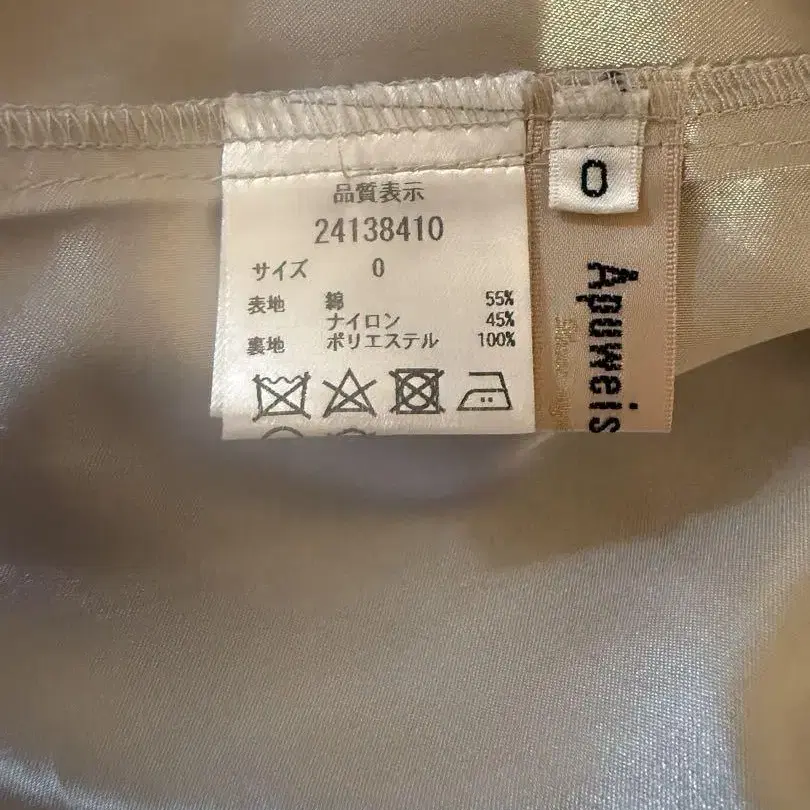 品質表示
24138410
サイズ 0
表地 綿 55%
ナイロン 45%
裏地 ポリエステル 100%
0
Apuweis